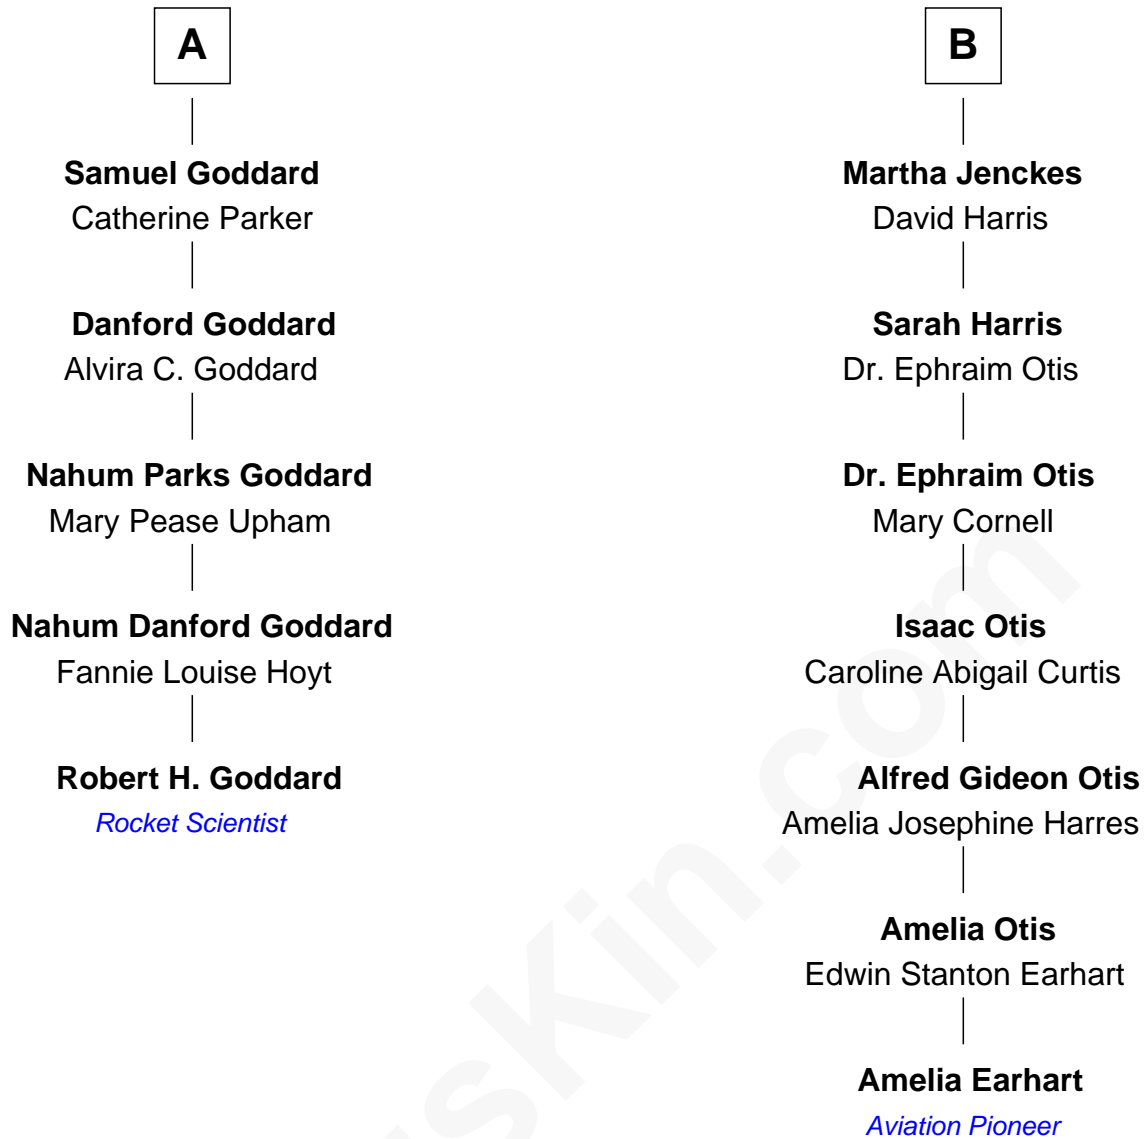 A
Samuel Goddard
Catherine Parker
Danford Goddard
Alvira C. Goddard
Nahum Parks Goddard
Mary Pease Upham
Nahum Danford Goddard
Fannie Louise Hoyt
Robert H. Goddard
Rocket Scientist
B
Martha Jenckes
David Harris
Sarah Harris
Dr. Ephraim Otis
Dr. Ephraim Otis
Mary Cornell
Isaac Otis
Caroline Abigail Curtis
Alfred Gideon Otis
Amelia Josephine Harres
Amelia Otis
Edwin Stanton Earhart
Amelia Earhart
Aviation Pioneer
sKin.com